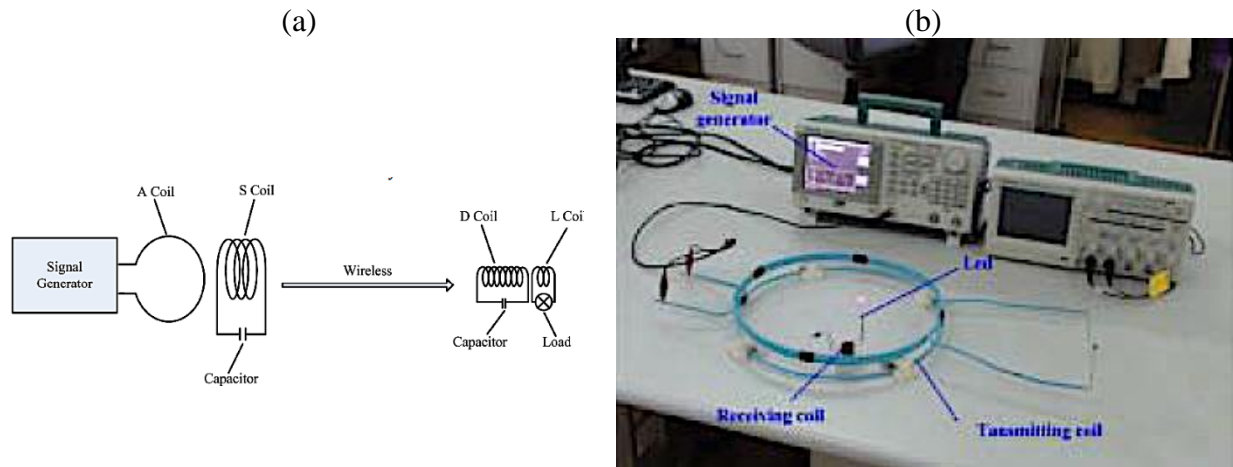 (a)
(b)
A Coil
S Coil
Signal
Generator
Capacitor
Wireless
D Coil
L Coi
Capacitor
Load
Signal
generator
Led
Receiving coil
Tansmitting coil